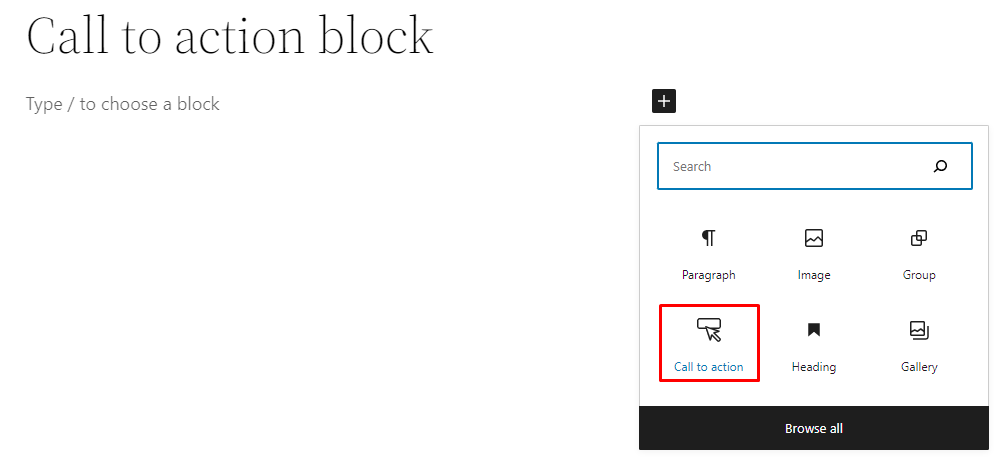 Call to action block
Type / to choose a block
Search
Paragraph Image Group
Call to action Heading Gallery
Browse all